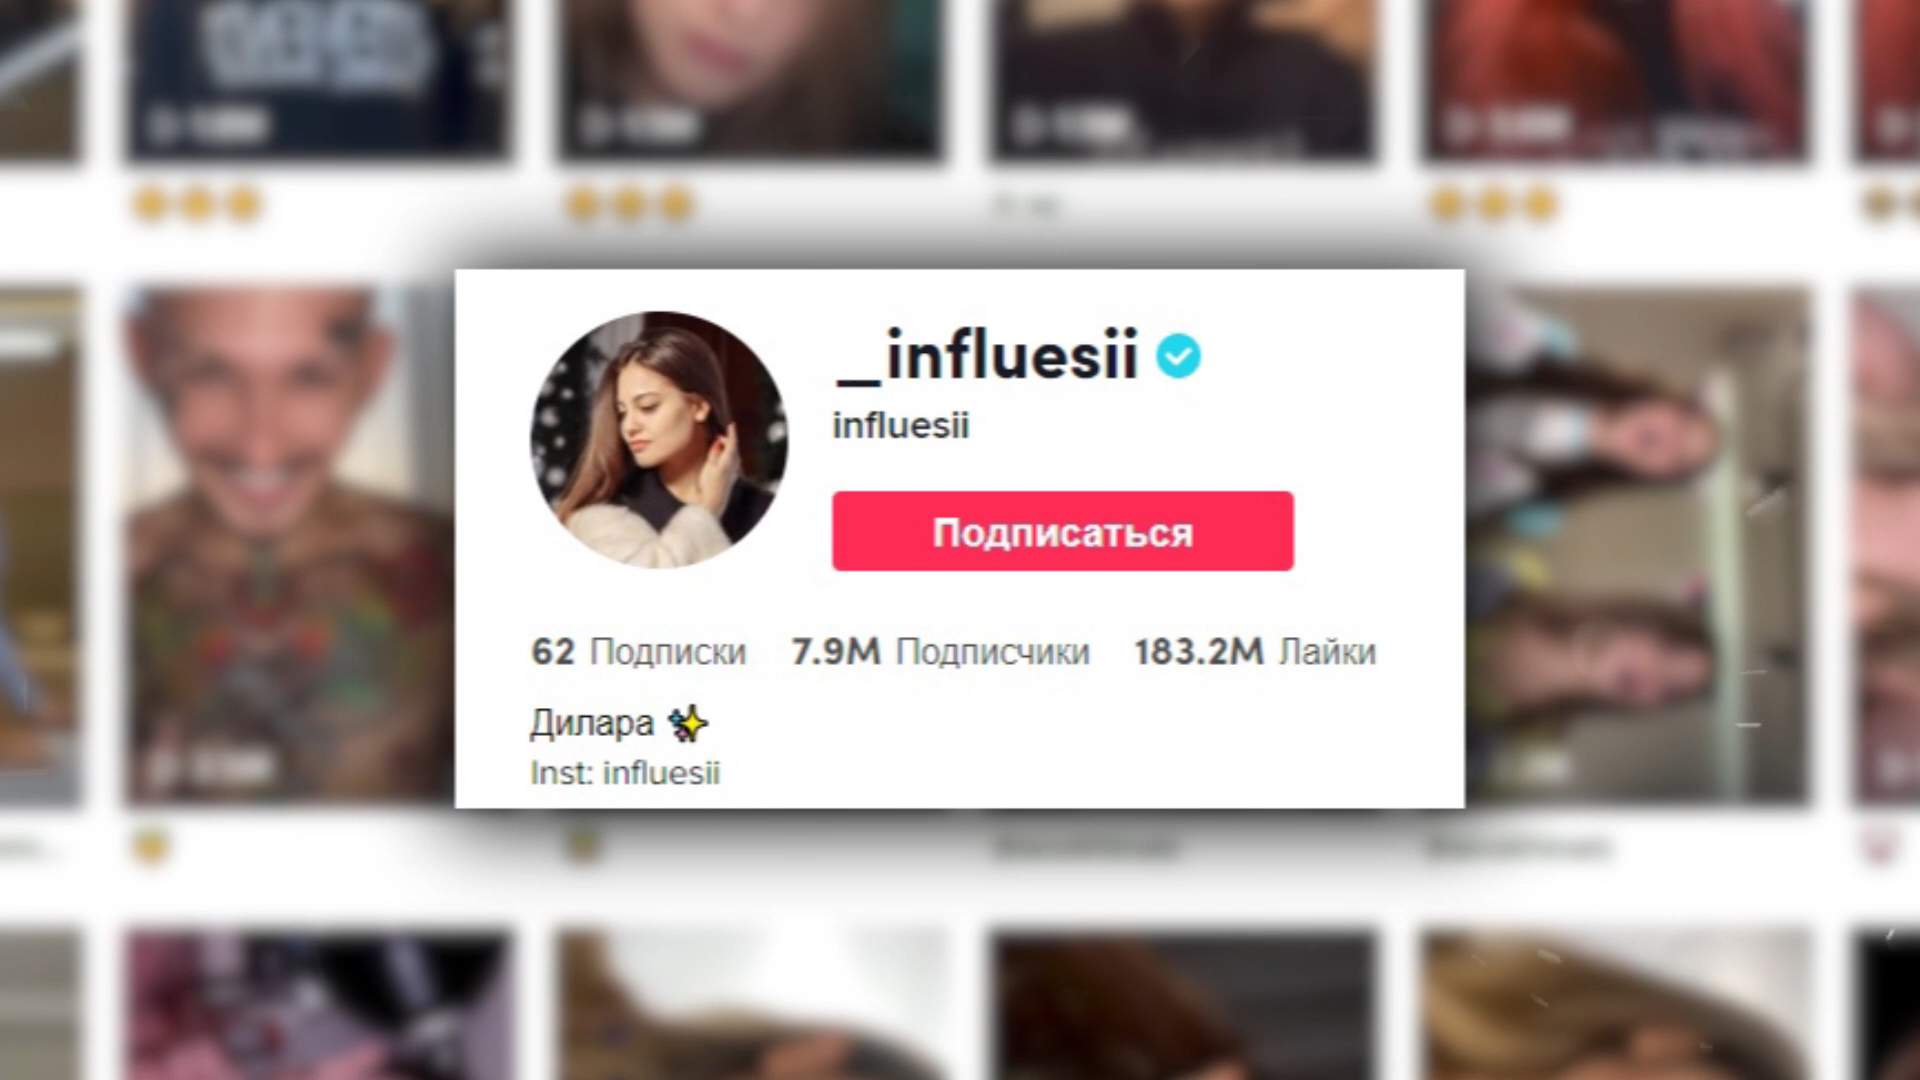 _influesii
influesii
Подписаться
62 Подписки 7.9M Подписчики 183.2M Лайки
Дилара ✨
Inst: influesii